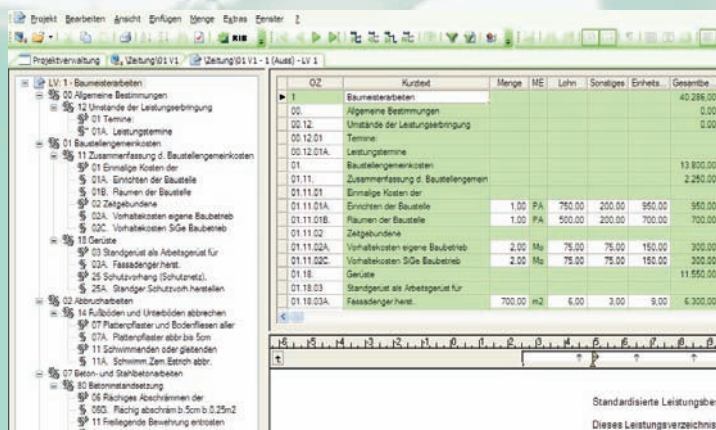 Projekt Bearbeiten Ansicht Einfügen Menge Extras Fenster ?
RIB
Projektverwaltung \Zeitung\01 V1 \Zeitung\01 V1 - 1 (Auss) - LV 1
LV: 1 - Baumeisterarbeiten
00 Allgemeine Bestimmungen
12 Umstände der Leistungserbringung
01 Termine:
01A. Leistungstermine
01 Baustellengemeinkosten
11 Zusammenfassung d. Baustellengemeinkosten
01 Einmalige Kosten der
01A. Einrichten der Baustelle
01B. Räumen der Baustelle
02 Zeitgebundene
02A. Vorhaltekosten eigene Baubetrieb
02C. Vorhaltekosten SiGe Baubetrieb
18 Gerüste
03 Standgerüst als Arbeitsgerüst für
03A. Fassadenger.herst.
25 Schutzvorhang (Schutznetz),
25A. Standger.Schutzvorh.herstellen
02 Abbrucharbeiten
14 Fußböden und Unterböden abbrechen
07 Plattenpflaster und Bodenfliesen aller
07A. Plattenpflaster abbr.bis 5cm
11 Schwimmenden oder gleitenden
11A. Schwimm.Zem.Estrich abbr.
07 Beton- und Stahlbetonarbeiten
80 Betoninstandsetzung
06 Flächiges Abschrämmen der
06G. Flächig abschräm.b.5cm b.0,25m2
11 Freiliegende Bewehrung entrosten
OZ Kurztext Menge ME Lohn Sonstiges Einheits... Gesamtbe...
1 Baumeisterarbeiten 40.286,00
00. Allgemeine Bestimmungen 0,00
00.12. Umstände der Leistungserbringung 0,00
00.12.01 Termine:
00.12.01A. Leistungstermine
01. Baustellengemeinkosten 13.800,00
01.11. Zusammenfassung d. Baustellengemein 2.250,00
01.11.01 Einmalige Kosten der
01.11.01A. Einrichten der Baustelle 1,00 PA 750,00 200,00 950,00 950,00
01.11.01B. Räumen der Baustelle 1,00 PA 500,00 200,00 700,00 700,00
01.11.02 Zeitgebundene
01.11.02A. Vorhaltekosten eigene Baubetrieb 2,00 Mo 75,00 75,00 150,00 300,00
01.11.02C. Vorhaltekosten SiGe Baubetrieb 2,00 Mo 75,00 75,00 150,00 300,00
01.18. Gerüste 11.550,00
01.18.03 Standgerüst als Arbeitsgerüst für
01.18.03A. Fassadenger.herst. 700,00 m2 6,00 3,00 9,00 6.300,00
Standardisierte Leistungsbe
Dieses Leistungsverzeichnis